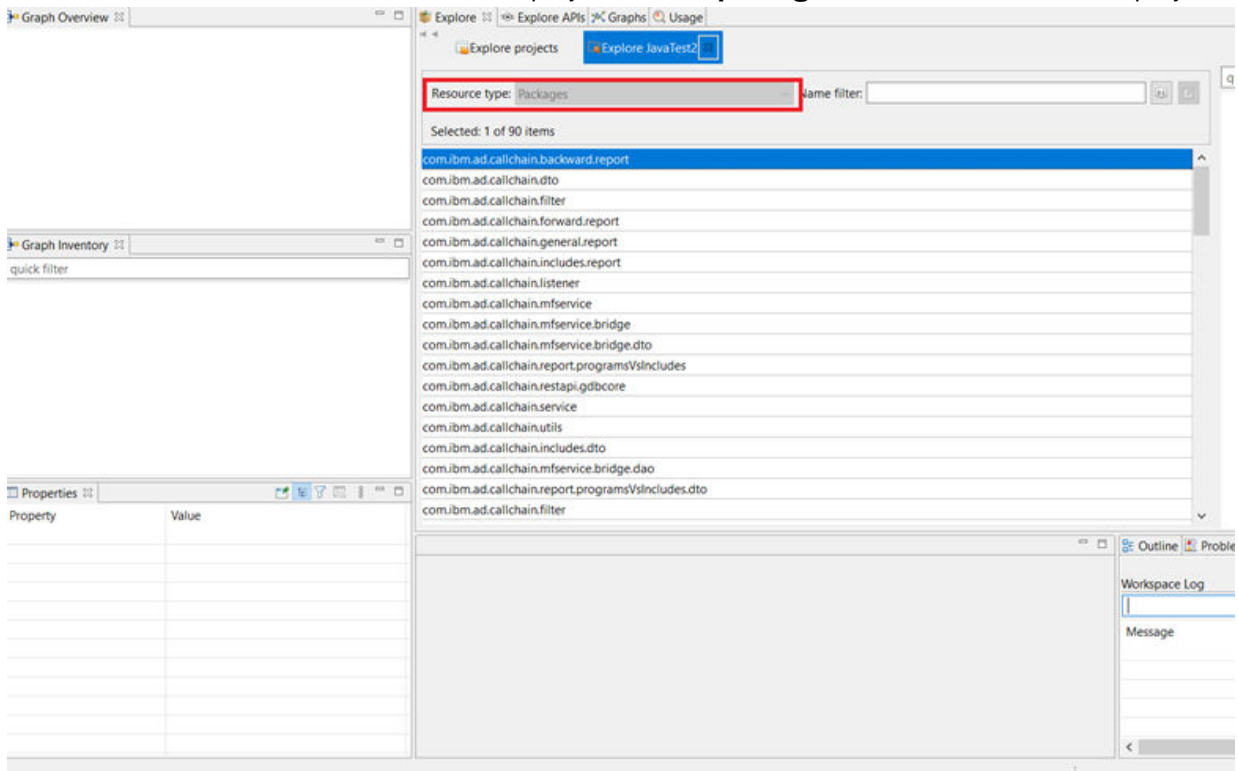 Graph Overview
Explore Explore APIs Graphs Usage
Explore projects Explore JavaTest2
Resource type: Packages Name filter:
Selected: 1 of 90 items
com.ibm.ad.callchain.backward.report
com.ibm.ad.callchain.dto
com.ibm.ad.callchain.filter
com.ibm.ad.callchain.forward.report
com.ibm.ad.callchain.general.report
com.ibm.ad.callchain.includes.report
com.ibm.ad.callchain.listener
com.ibm.ad.callchain.mfservice
com.ibm.ad.callchain.mfservice.bridge
com.ibm.ad.callchain.mfservice.bridge.dto
com.ibm.ad.callchain.report.programsVsIncludes
com.ibm.ad.callchain.restapi.gdbcore
com.ibm.ad.callchain.service
com.ibm.ad.callchain.utils
com.ibm.ad.callchain.includes.dto
com.ibm.ad.callchain.mfservice.bridge.dao
com.ibm.ad.callchain.report.programsVsIncludes.dto
com.ibm.ad.callchain.filter
Graph Inventory
quick filter
Properties
Property Value
Outline Proble
Workspace Log
Message